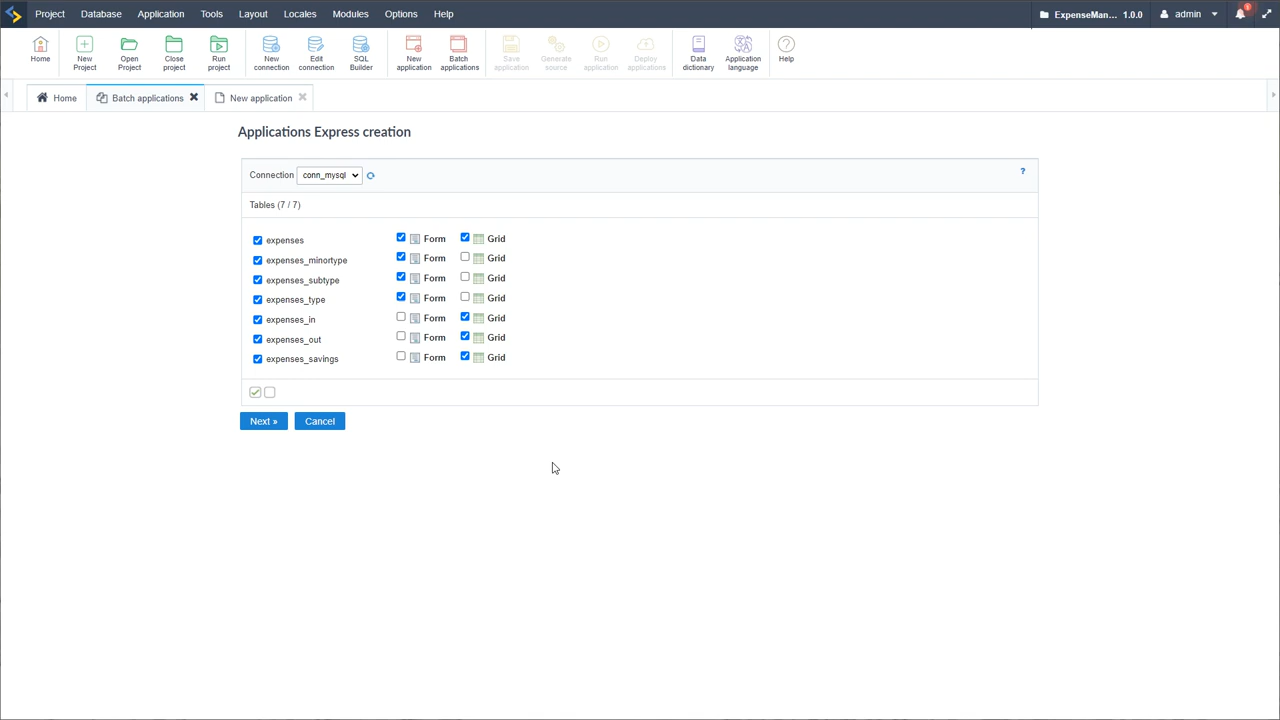 Project Database Application Tools Layout Locales Modules Options Help ExpenseMan... 1.0.0 admin 1
Home New Project Open Project Close project Run project New connection Edit connection SQL Builder New application Batch applications Save application Generate source Run application Deploy applications Data dictionary Application language Help
Home Batch applications New application
Applications Express creation
Connection conn_mysql ?
Tables (7 / 7)
expenses Form Grid
expenses_minortype Form Grid
expenses_subtype Form Grid
expenses_type Form Grid
expenses_in Form Grid
expenses_out Form Grid
expenses_savings Form Grid
Next » Cancel